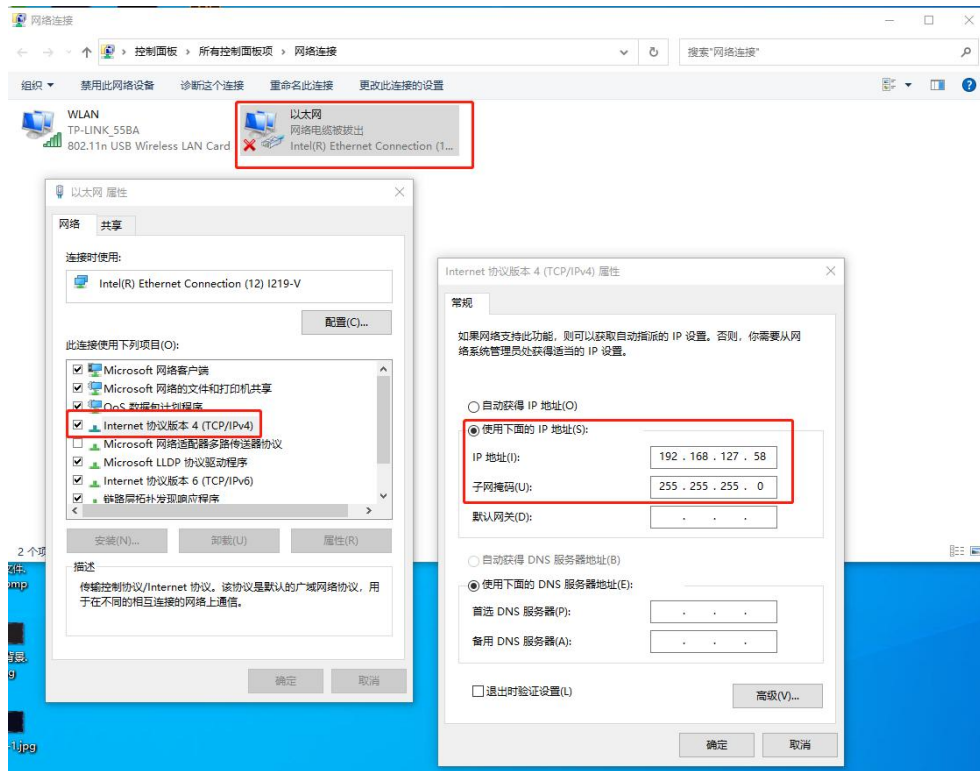 网络连接
控制面板 › 所有控制面板项 › 网络连接
搜索"网络连接"
组织 禁用此网络设备 诊断这个连接 重命名此连接 更改此连接的设置
WLAN
TP-LINK_55BA
802.11n USB Wireless LAN Card
以太网
网络电缆被拔出
Intel(R) Ethernet Connection (1...
以太网 属性
网络 共享
连接时使用:
Intel(R) Ethernet Connection (12) I219-V
配置(C)...
此连接使用下列项目(O):
Microsoft 网络客户端
Microsoft 网络的文件和打印机共享
QoS 数据包计划程序
Internet 协议版本 4 (TCP/IPv4)
Microsoft 网络适配器多路传送器协议
Microsoft LLDP 协议驱动程序
Internet 协议版本 6 (TCP/IPv6)
链路层拓扑发现响应程序
安装(N)... 卸载(U) 属性(R)
描述
传输控制协议/Internet 协议。该协议是默认的广域网络协议，用
于在不同的相互连接的网络上通信。
确定 取消
Internet 协议版本 4 (TCP/IPv4) 属性
常规
如果网络支持此功能，则可以获取自动指派的 IP 设置。否则，你需要从网
络系统管理员处获得适当的 IP 设置。
自动获得 IP 地址(O)
使用下面的 IP 地址(S):
IP 地址(I): 192 . 168 . 127 . 58
子网掩码(U): 255 . 255 . 255 . 0
默认网关(D): . . .
自动获得 DNS 服务器地址(B)
使用下面的 DNS 服务器地址(E):
首选 DNS 服务器(P): . . .
备用 DNS 服务器(A): . . .
退出时验证设置(L)
高级(V)...
确定 取消
2 个项
omp
-1.jpg